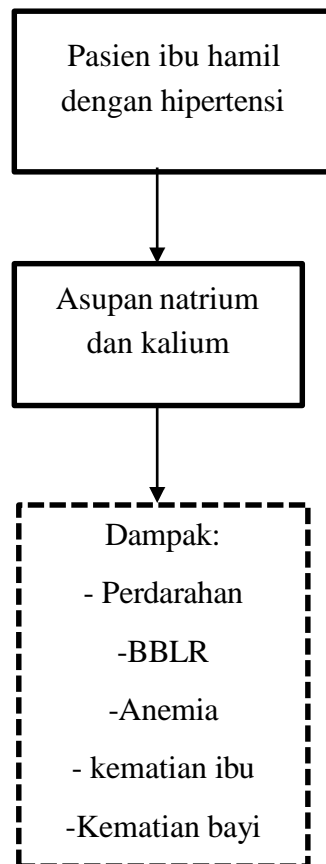 Pasien ibu hamil
dengan hipertensi
Asupan natrium
dan kalium
Dampak:
- Perdarahan
-BBLR
-Anemia
- kematian ibu
-Kematian bayi